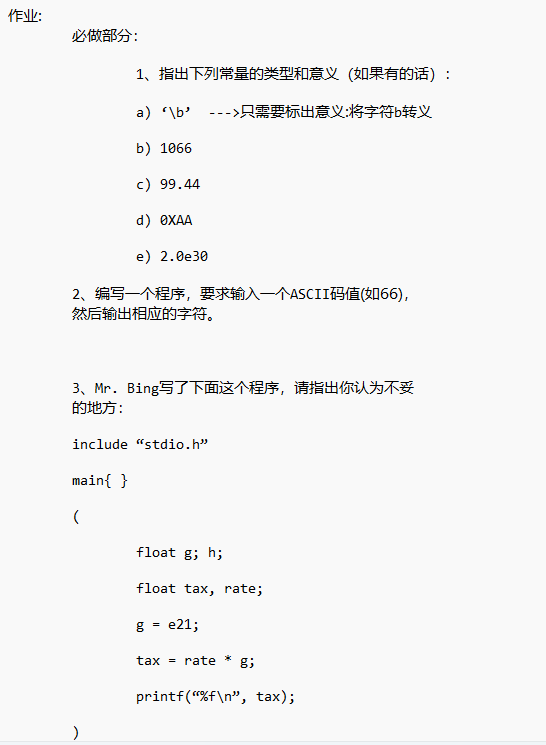 作业:
必做部分：
1、指出下列常量的类型和意义（如果有的话）：
a) ‘\b’  --->只需要标出意义:将字符b转义
b) 1066
c) 99.44
d) 0XAA
e) 2.0e30
2、编写一个程序，要求输入一个ASCII码值(如66)，
然后输出相应的字符。
3、Mr. Bing写了下面这个程序，请指出你认为不妥
的地方：
include “stdio.h”
main{ }
(
float g; h;
float tax, rate;
g = e21;
tax = rate * g;
printf(“%f\n”, tax);
)